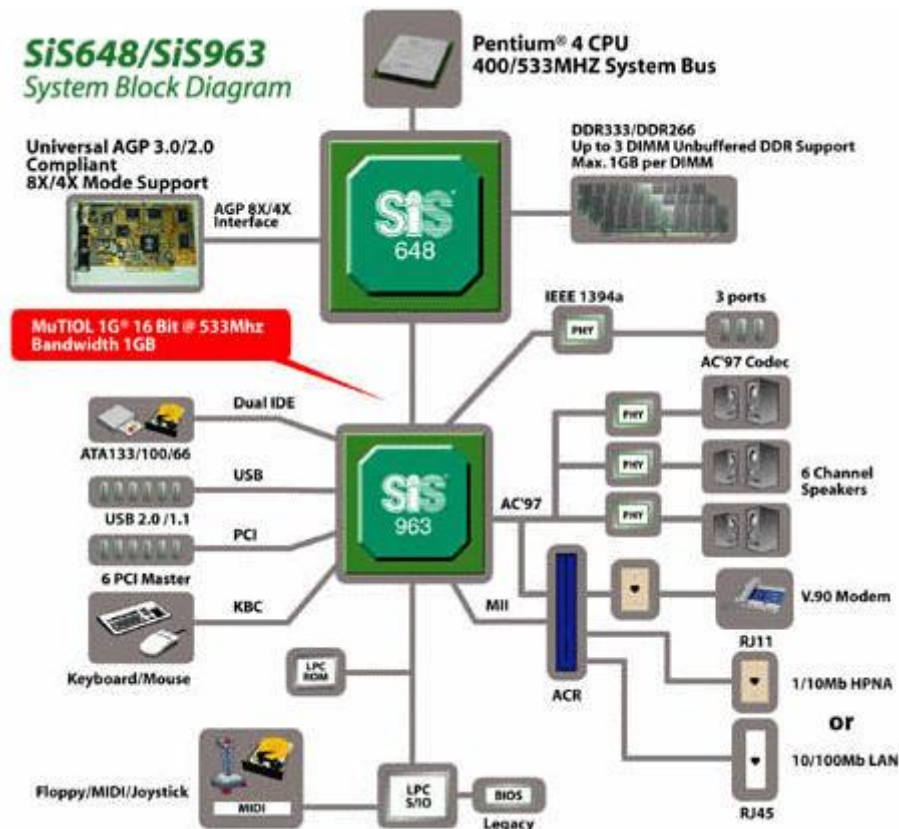 SiS648/SiS963
System Block Diagram
Pentium® 4 CPU
400/533MHZ System Bus
Universal AGP 3.0/2.0
Compliant
8X/4X Mode Support
AGP 8X/4X
Interface
SiS
648
DDR333/DDR266
Up to 3 DIMM Unbuffered DDR Support
Max. 1GB per DIMM
MuTIOL 1G® 16 Bit @ 533Mhz
Bandwidth 1GB
IEEE 1394a
PHY
3 ports
AC'97 Codec
Dual IDE
ATA133/100/66
USB
USB 2.0 /1.1
PCI
6 PCI Master
KBC
Keyboard/Mouse
SiS
963
AC'97
PHY
PHY
PHY
6 Channel
Speakers
MII
ACR
V.90 Modem
RJ11
1/10Mb HPNA
or
10/100Mb LAN
RJ45
LPC
ROM
Floppy/MIDI/Joystick
MIDI
LPC
S/IO
BIOS
Legacy